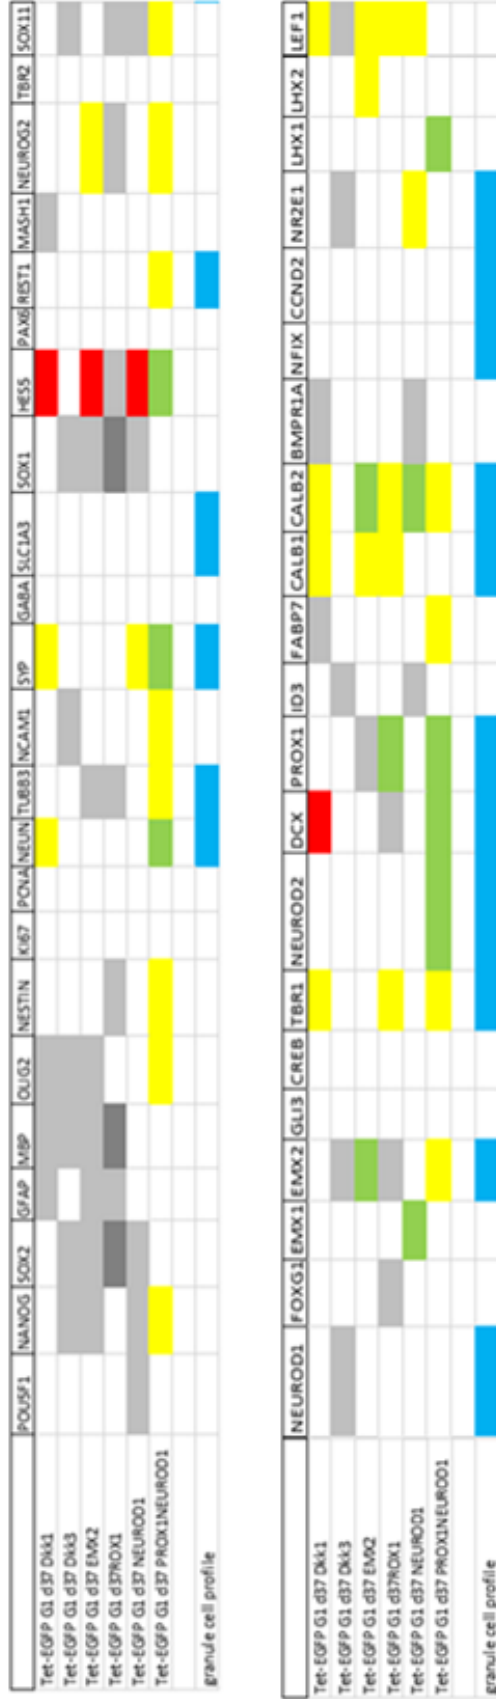 POU5F1 NANOG SOX2 GFAP MBP OLIG2 NESTIN Ki67 PCNA NEUN TUBB3 NCAM1 SYP GABA SLC1A3 SOX1 HES5 PAX6 REST1 MASH1 NEUROG2 TBR2 SOX11
Tet-EGFP G1 d37 Dkk1
Tet-EGFP G1 d37 Dkk3
Tet-EGFP G1 d37 EMX2
Tet-EGFP G1 d37ROX1
Tet-EGFP G1 d37 NEUROD1
Tet-EGFP G1 d37 PROX1NEUROD1
granule cell profile
NEUROD1 FOXG1 EMX1 EMX2 GLI3 CREB TBR1 NEUROD2 DCX PROX1 ID3 FABP7 CALB1 CALB2 BMPR1A NFIX CCND2 NR2E1 LHX1 LHX2 LEF1
Tet-EGFP G1 d37 Dkk1
Tet-EGFP G1 d37 Dkk3
Tet-EGFP G1 d37 EMX2
Tet-EGFP G1 d37ROX1
Tet-EGFP G1 d37 NEUROD1
Tet-EGFP G1 d37 PROX1NEUROD1
granule cell profile